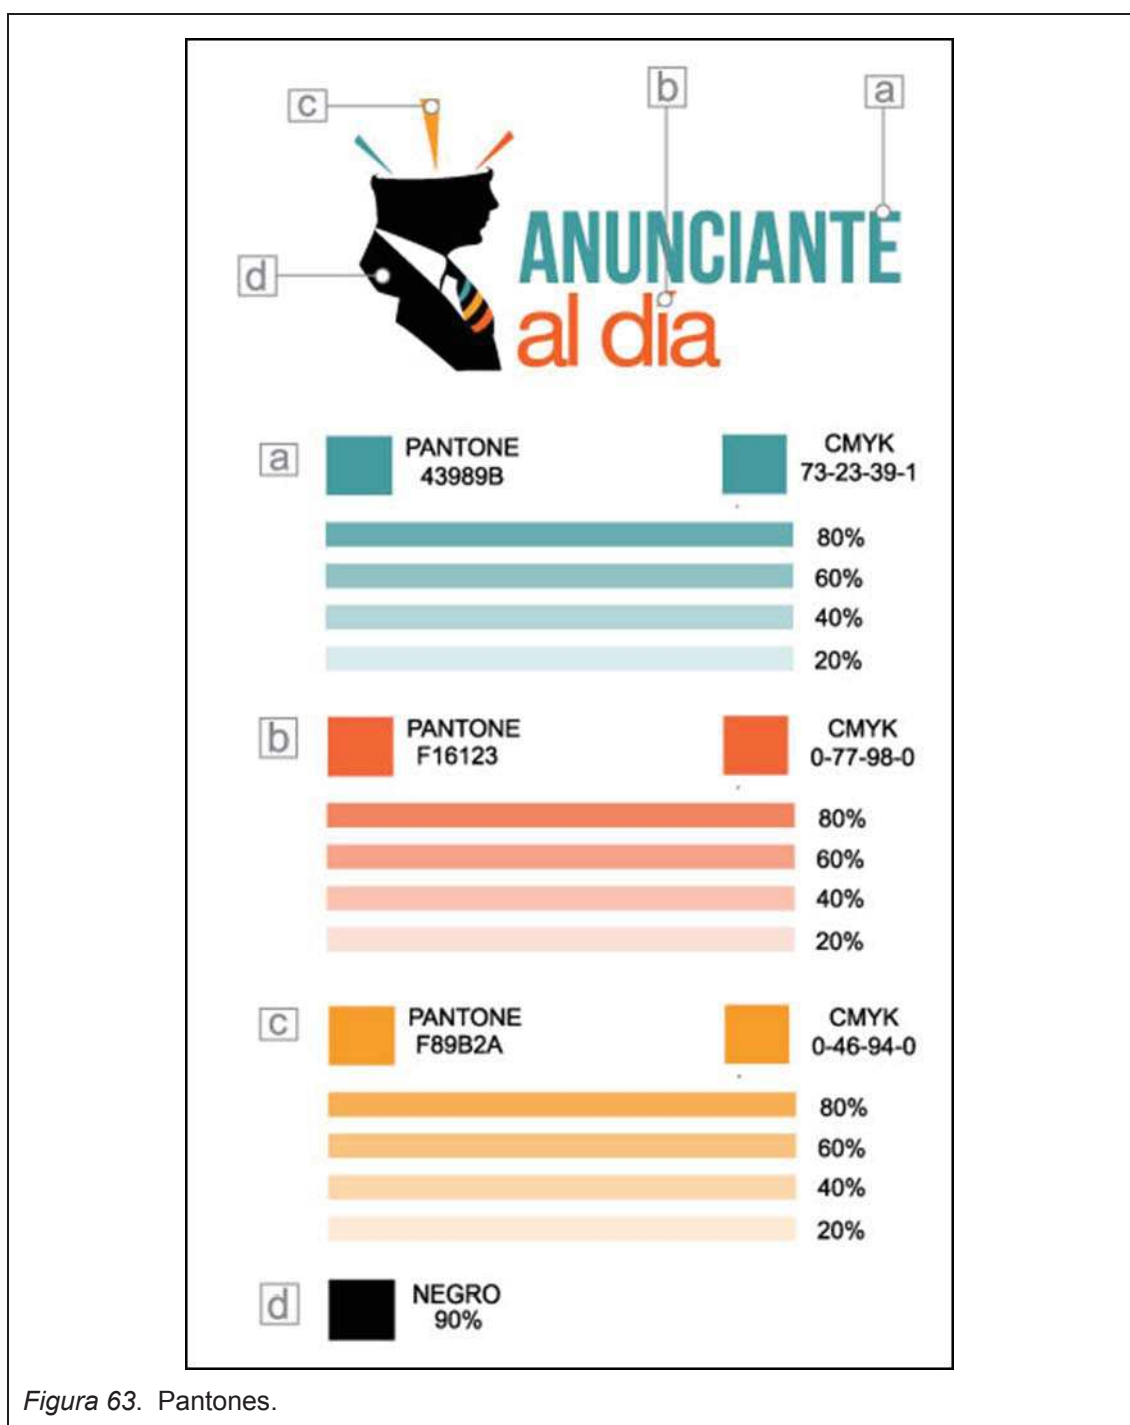 c
b
a
d
ANUNCIANTE
al día
a
PANTONE
43989B
CMYK
73-23-39-1
80%
60%
40%
20%
b
PANTONE
F16123
CMYK
0-77-98-0
80%
60%
40%
20%
c
PANTONE
F89B2A
CMYK
0-46-94-0
80%
60%
40%
20%
d
NEGRO
90%
Figura 63. Pantones.